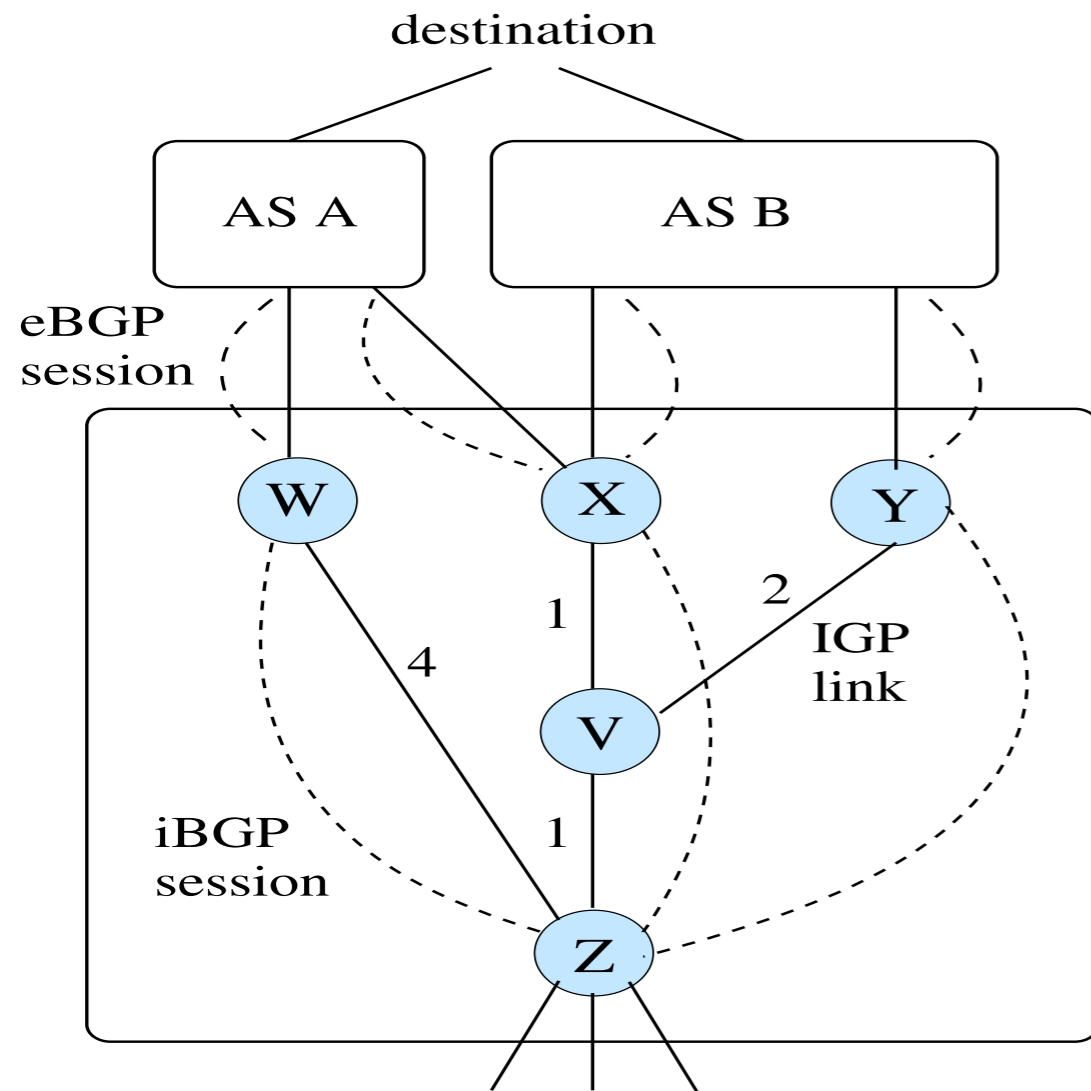 destination
AS A
AS B
eBGP
session
W
X
Y
2
1
IGP
link
4
V
iBGP
session
1
Z